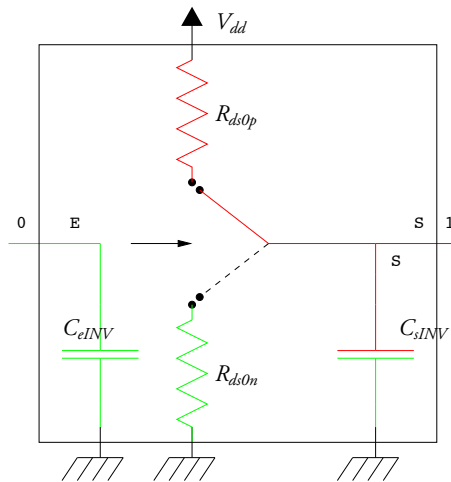 Vdd
Rds0p
0 E S 1
S
CeINV CsINV
Rds0n